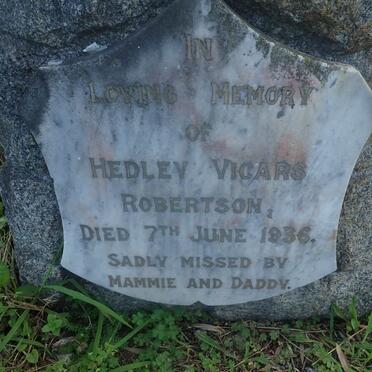 In
Loving Memory
of
Hedley Vicars
Robertson,
Died 7th June 1936.
Sadly missed by
Mammie and Daddy.